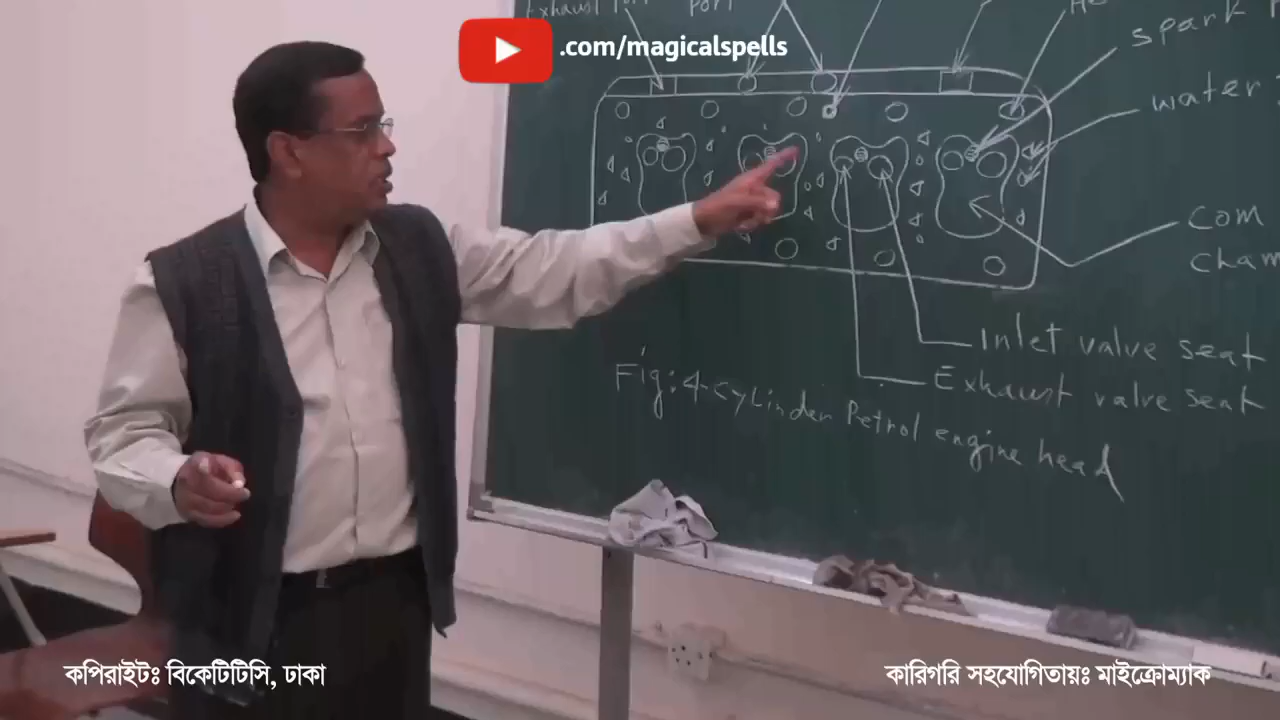 Exhaust Port
port
.com/magicalspells
spark
water
Com
Cham
Inlet valve seat
Exhaust valve seat
Fig: 4-Cylinder Petrol engine head
কপিরাইটঃ বিকেটিটিসি, ঢাকা
কারিগরি সহযোগিতায়ঃ মাইক্রোম্যাক